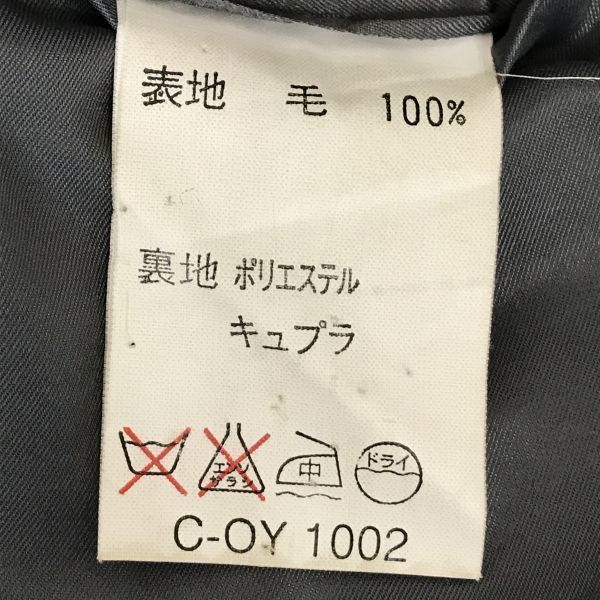 表地 毛 100%
裏地 ポリエステル
キュプラ
エンソ サラシ 中 ドライ
C-OY 1002